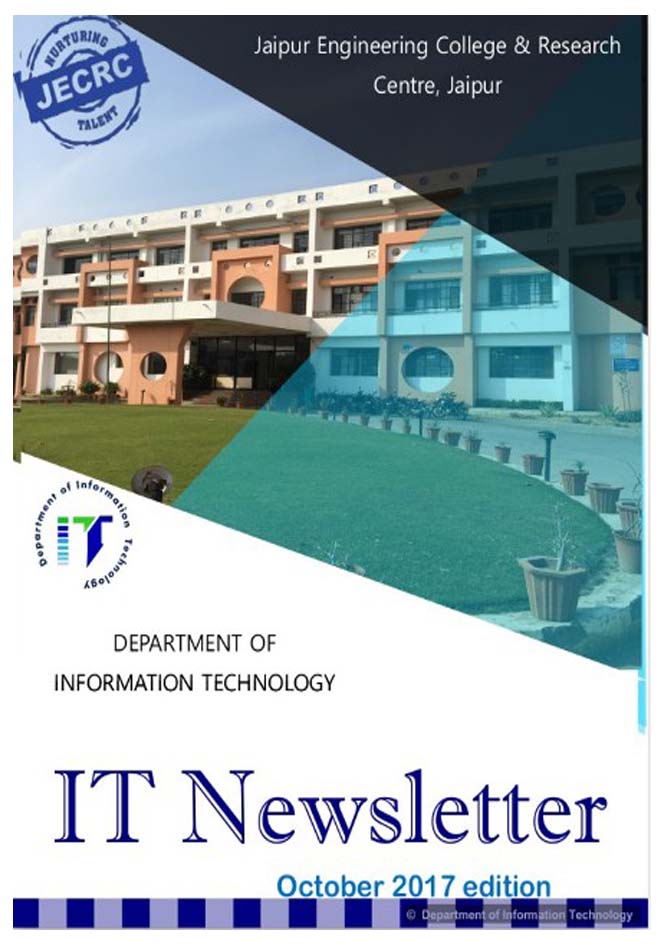 NURTURING
JECRC
TALENT
Jaipur Engineering College & Research
Centre, Jaipur
Department of Information Technology
IT
DEPARTMENT OF
INFORMATION TECHNOLOGY
IT Newsletter
October 2017 edition
© Department of Information Technology